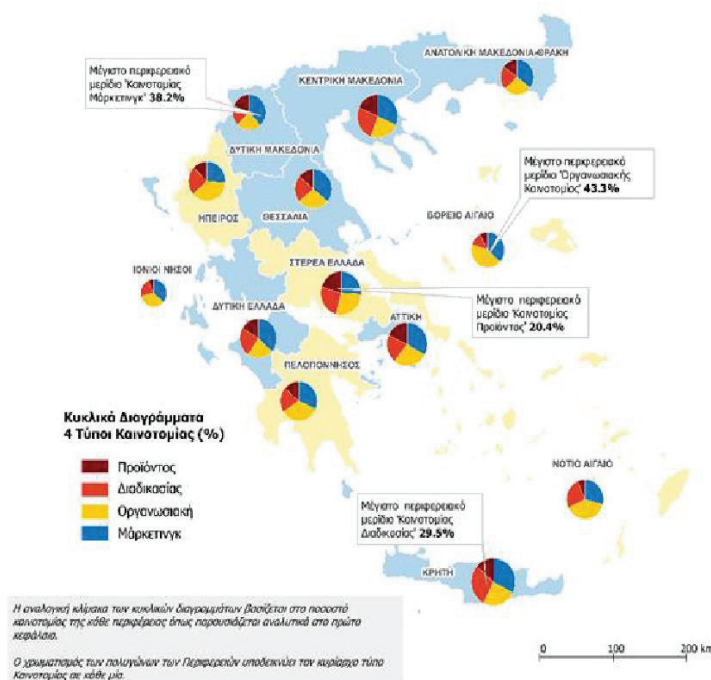 ΑΝΑΤΟΛΙΚΗ ΜΑΚΕΔΟΝΙΑ-ΘΡΑΚΗ
Μέγιστο περιφερειακό
μερίδιο 'Καινοτομίας
Μάρκετινγκ' 38.2%
ΚΕΝΤΡΙΚΗ ΜΑΚΕΔΟΝΙΑ
ΔΥΤΙΚΗ ΜΑΚΕΔΟΝΙΑ
Μέγιστο περιφερειακό
μερίδιο 'Οργανωσιακής
Καινοτομίας' 43.3%
ΗΠΕΙΡΟΣ
ΘΕΣΣΑΛΙΑ
ΒΟΡΕΙΟ ΑΙΓΑΙΟ
ΣΤΕΡΕΑ ΕΛΛΑΔΑ
ΙΟΝΙΟΙ ΝΗΣΟΙ
Μέγιστο περιφερειακό
μερίδιο 'Καινοτομίας
Προϊόντος' 20.4%
ΔΥΤΙΚΗ ΕΛΛΑΔΑ
ΑΤΤΙΚΗ
ΠΕΛΟΠΟΝΝΗΣΟΣ
Κυκλικά Διαγράμματα
4 Τύποι Καινοτομίας (%)
Προϊόντος
Διαδικασίας
Οργανωσιακή
Μάρκετινγκ
ΝΟΤΙΟ ΑΙΓΑΙΟ
Μέγιστο περιφερειακό
μερίδιο 'Καινοτομίας
Διαδικασίας' 29.5%
ΚΡΗΤΗ
Η αναλογική κλίμακα των κυκλικών διαγραμμάτων βασίζεται στο ποσοστό
καινοτομίας της κάθε περιφέρειας όπως παρουσιάζεται αναλυτικά στο πρώτο
κεφάλαιο.
Ο χρωματισμός των πολυγώνων των Περιφερειών υποδεικνύει τον κυρίαρχο τύπο
Καινοτομίας σε κάθε μία.
0 100 200 km